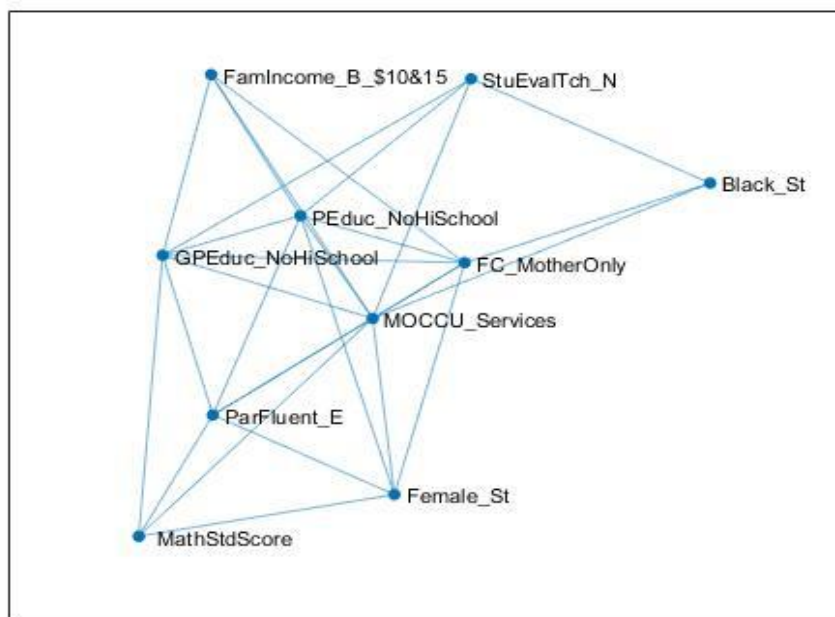 FamIncome_B_$10&15
StuEvalTch_N
Black_St
PEduc_NoHiSchool
GPEduc_NoHiSchool
FC_MotherOnly
MOCCU_Services
ParFluent_E
Female_St
MathStdScore